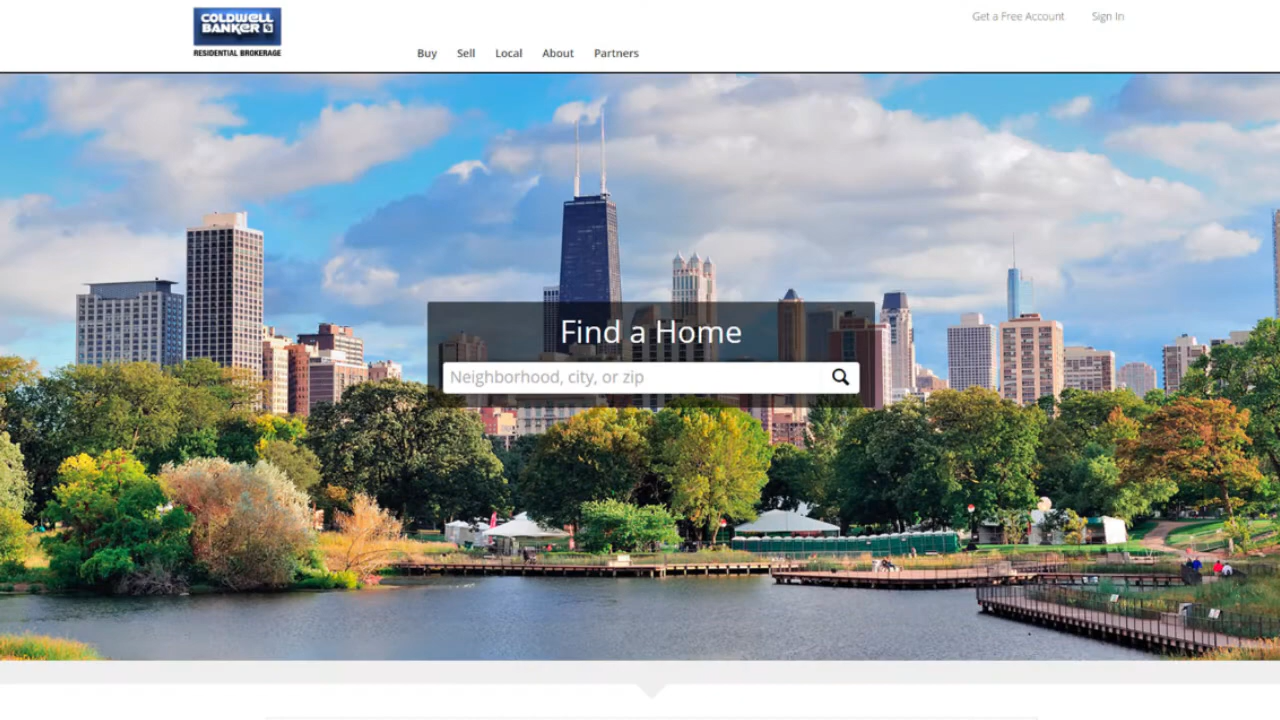 COLDWELL
BANKER
RESIDENTIAL BROKERAGE
Get a Free Account
Sign In
Buy
Sell
Local
About
Partners
Find a Home
Neighborhood, city, or zip